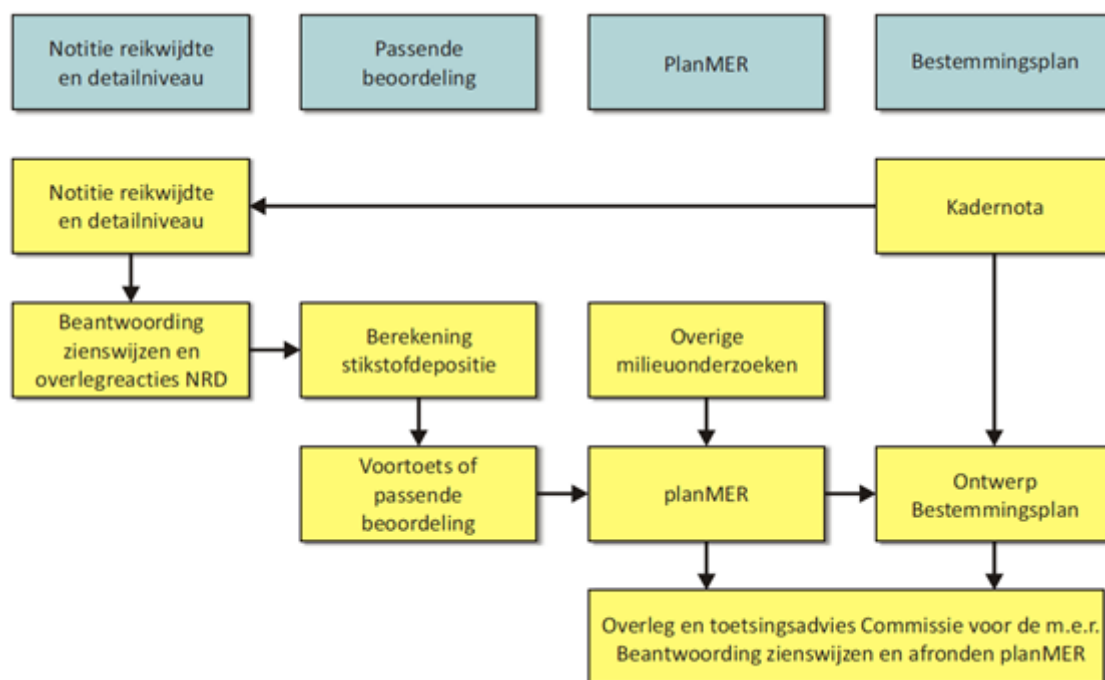 Notitie reikwijdte
en detailniveau
Passende
beoordeling
PlanMER
Bestemmingsplan
Notitie reikwijdte
en detailniveau
Kadernota
Beantwoording
zienswijzen en
overlegreacties NRD
Berekening
stikstofdepositie
Overige
milieuonderzoeken
Voortoets of
passende
beoordeling
planMER
Ontwerp
Bestemmingsplan
Overleg en toetsingsadvies Commissie voor de m.e.r.
Beantwoording zienswijzen en afronden planMER